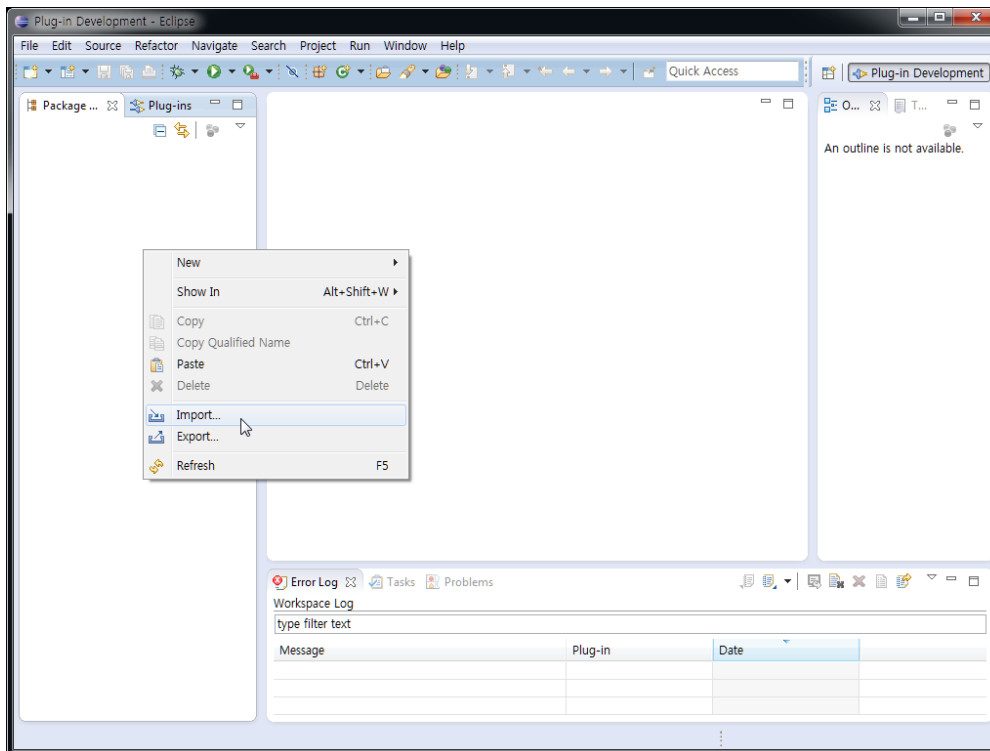 Plug-in Development - Eclipse
File Edit Source Refactor Navigate Search Project Run Window Help
Quick Access
Plug-in Development
Package ... Plug-ins
O... T...
An outline is not available.
New
Show In Alt+Shift+W
Copy Ctrl+C
Copy Qualified Name
Paste Ctrl+V
Delete Delete
Import...
Export...
Refresh F5
Error Log Tasks Problems
Workspace Log
type filter text
Message Plug-in Date